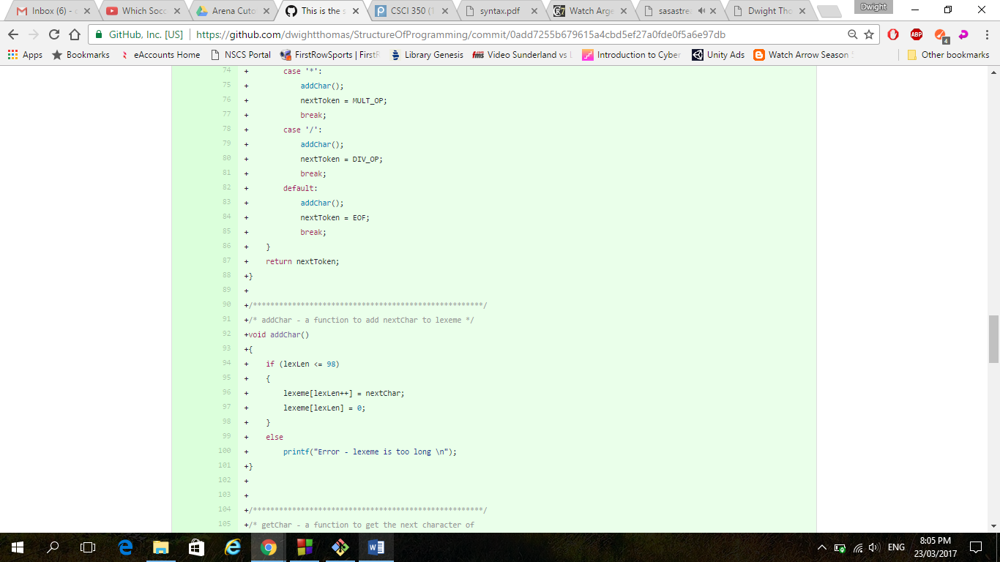 Dwight
Inbox (6) - c
Which Socc
Arena Cuto
This is the s
CSCI 350 (1
syntax.pdf
Watch Arge
sasastre
Dwight Tho
GitHub, Inc. [US]
https://github.com/dwightthomas/StructureOfProgramming/commit/0add7255b679615a4cbd5ef27a0fde0f5a6e97db
ABP
4
Apps
Bookmarks
eAccounts Home
NSCS Portal
FirstRowSports | FirstR
Library Genesis
Video Sunderland vs
Introduction to Cyber
Unity Ads
Watch Arrow Season
Other bookmarks
74 + case '*':
75 + addChar();
76 + nextToken = MULT_OP;
77 + break;
78 + case '/':
79 + addChar();
80 + nextToken = DIV_OP;
81 + break;
82 + default:
83 + addChar();
84 + nextToken = EOF;
85 + break;
86 + }
87 + return nextToken;
88 +}
89 +
90 +/*****************************************************/
91 +/* addChar - a function to add nextChar to lexeme */
92 +void addChar()
93 +{
94 + if (lexLen <= 98)
95 + {
96 + lexeme[lexLen++] = nextChar;
97 + lexeme[lexLen] = 0;
98 + }
99 + else
100 + printf("Error - lexeme is too long \n");
101 +}
102 +
103 +
104 +/*****************************************************/
105 +/* getChar - a function to get the next character of
ENG
8:05 PM
23/03/2017